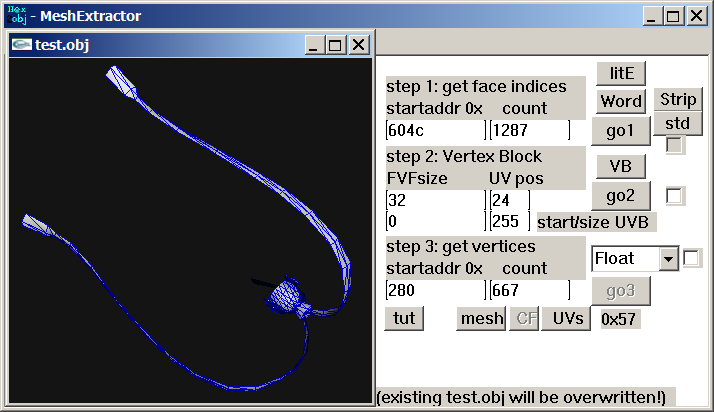 Hex obj - MeshExtractor
test.obj
step 1: get face indices
startaddr 0x count
604c 1287
litE
Word
Strip
go1
std
step 2: Vertex Block
FVFsize UV pos
32 24
0 255 start/size UVB
VB
go2
step 3: get vertices
startaddr 0x count
280 667
Float
go3
tut mesh CF UVs 0x57
(existing test.obj will be overwritten!)